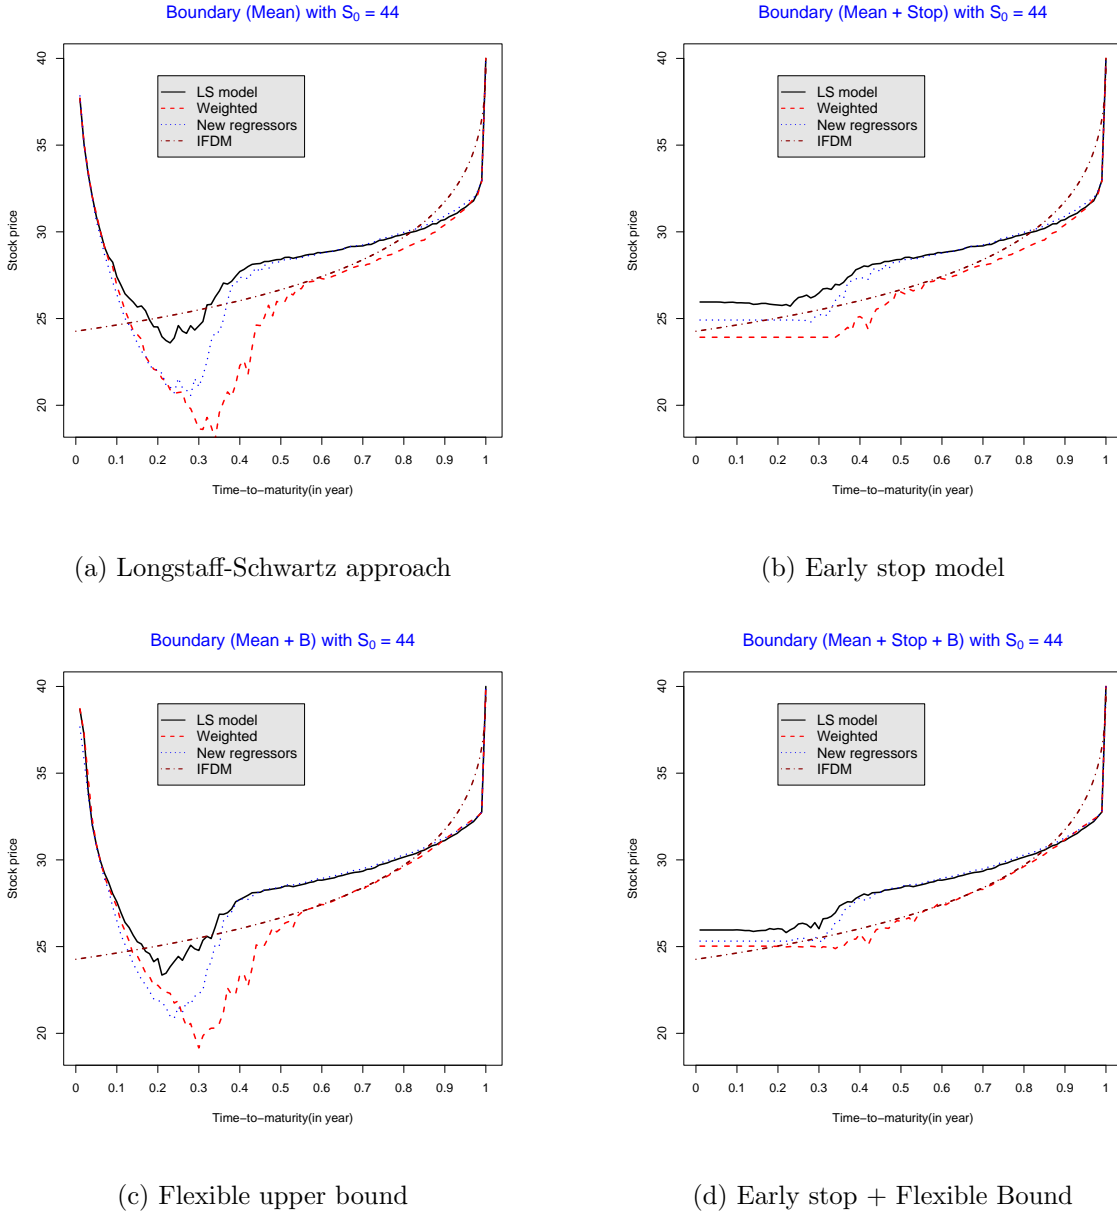 Boundary (Mean) with S₀ = 44
Stock price
40
35
30
25
20
LS model
Weighted
New regressors
IFDM
0 0.1 0.2 0.3 0.4 0.5 0.6 0.7 0.8 0.9 1
Time−to−maturity(in year)
(a) Longstaff-Schwartz approach
Boundary (Mean + Stop) with S₀ = 44
Stock price
40
35
30
25
20
LS model
Weighted
New regressors
IFDM
0 0.1 0.2 0.3 0.4 0.5 0.6 0.7 0.8 0.9 1
Time−to−maturity(in year)
(b) Early stop model
Boundary (Mean + B) with S₀ = 44
Stock price
40
35
30
25
20
LS model
Weighted
New regressors
IFDM
0 0.1 0.2 0.3 0.4 0.5 0.6 0.7 0.8 0.9 1
Time−to−maturity(in year)
(c) Flexible upper bound
Boundary (Mean + Stop + B) with S₀ = 44
Stock price
40
35
30
25
20
LS model
Weighted
New regressors
IFDM
0 0.1 0.2 0.3 0.4 0.5 0.6 0.7 0.8 0.9 1
Time−to−maturity(in year)
(d) Early stop + Flexible Bound